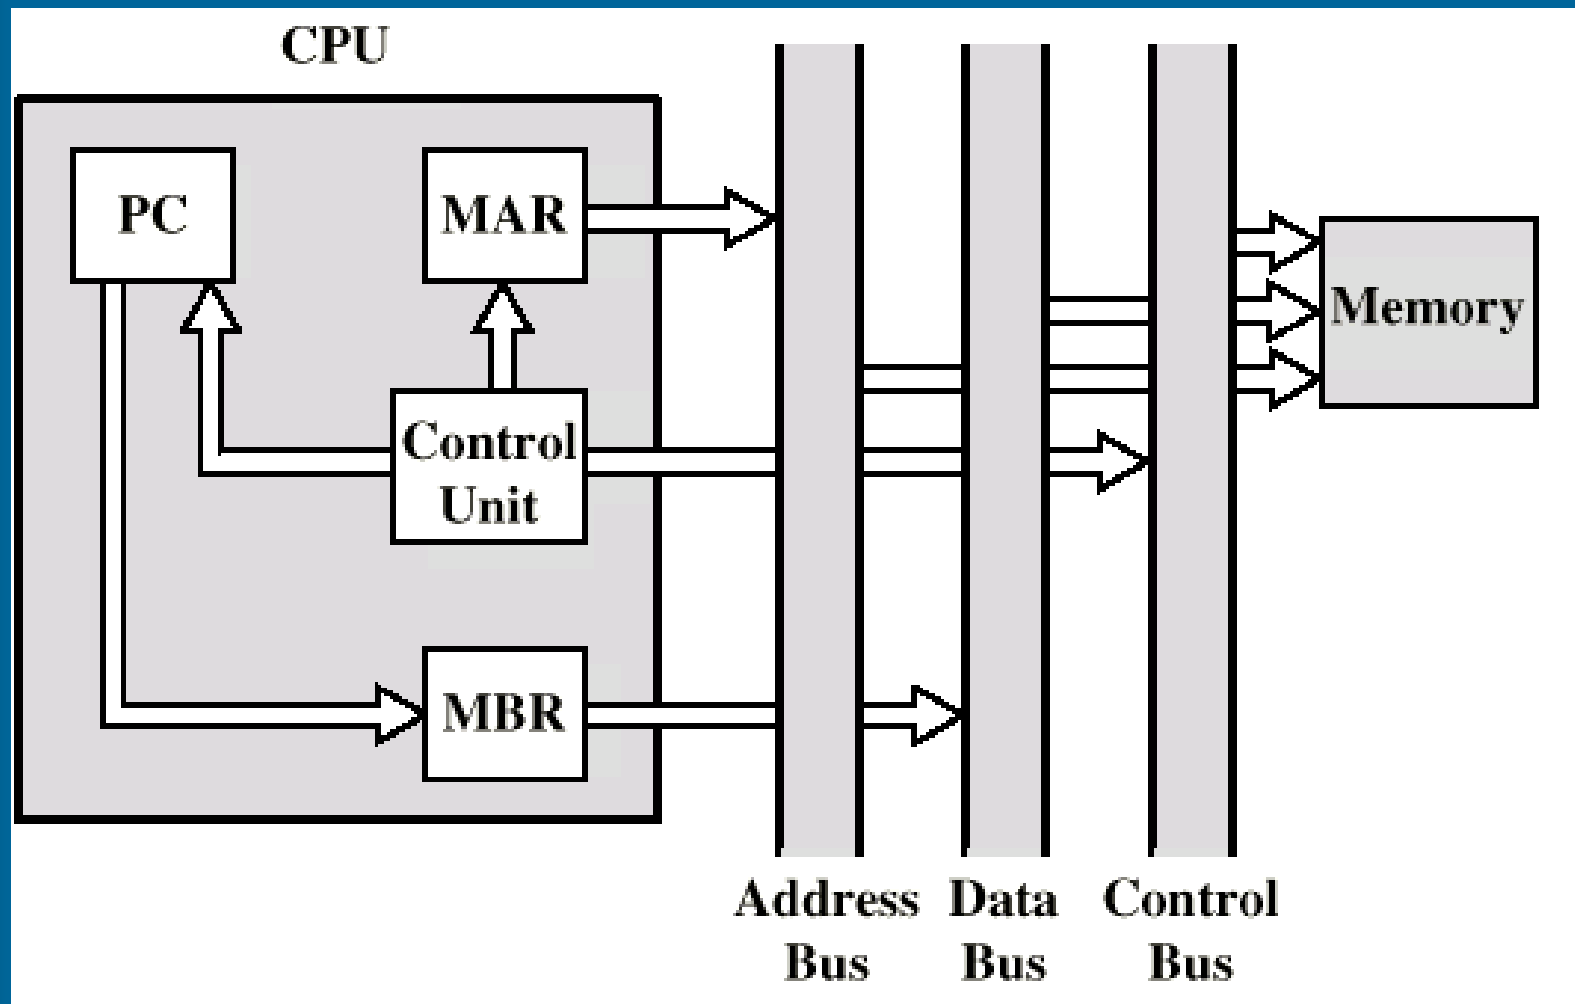 CPU
PC
MAR
Memory
Control
Unit
MBR
Address
Bus
Data
Bus
Control
Bus